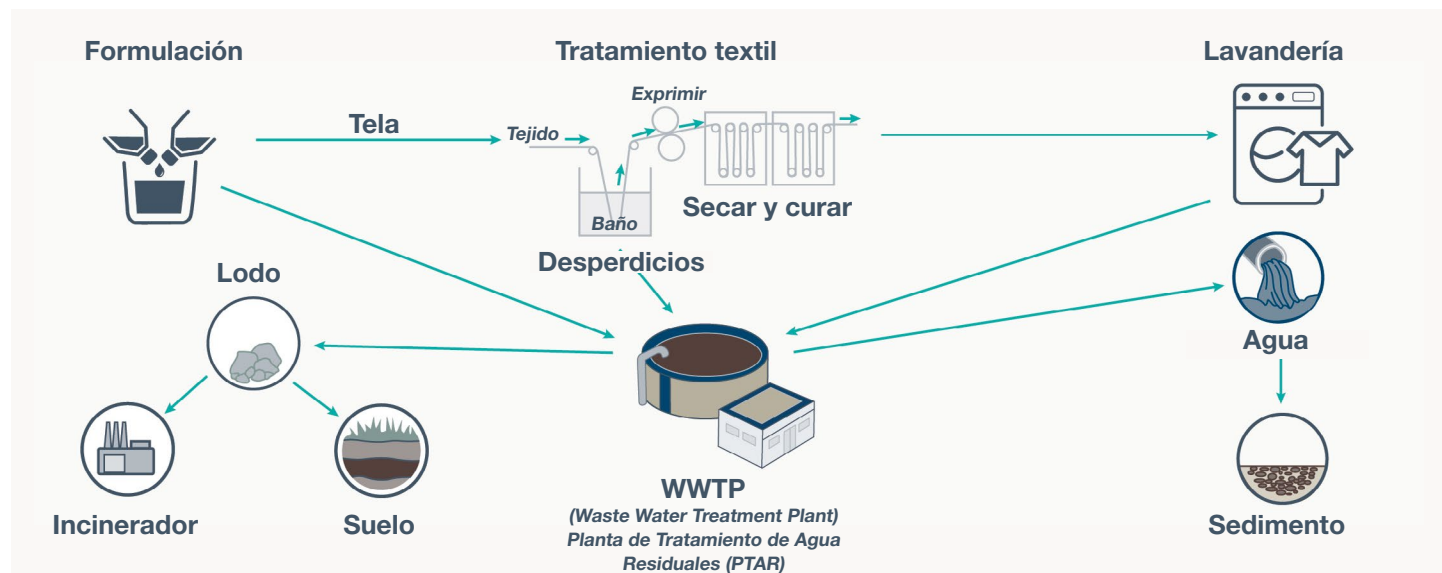 Formulación
Tratamiento textil
Lavandería
Exprimir
Tela
Tejido
Secar y curar
Baño
Desperdicios
Lodo
Agua
WWTP
(Waste Water Treatment Plant)
Planta de Tratamiento de Agua
Residuales (PTAR)
Incinerador
Suelo
Sedimento